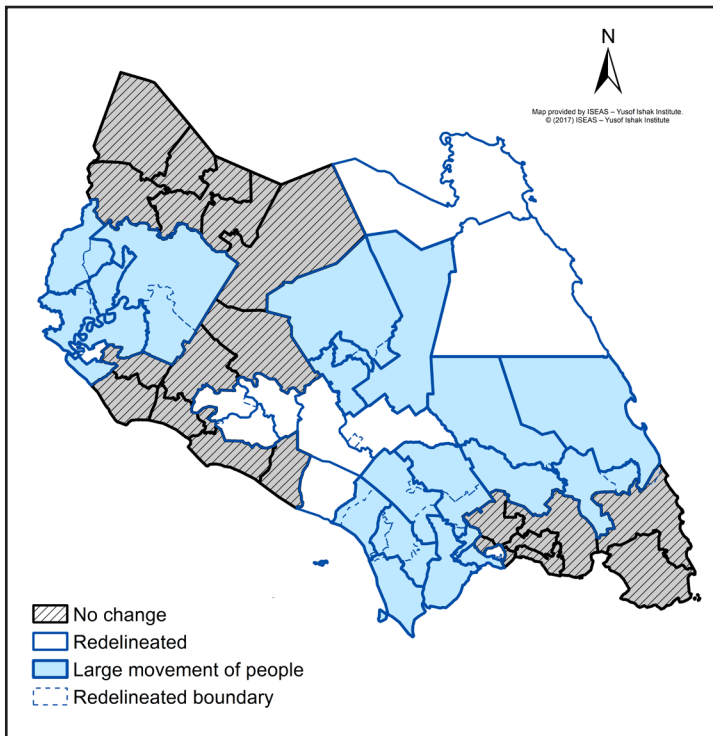 N
Map provided by ISEAS – Yusof Ishak Institute.
© (2017) ISEAS – Yusof Ishak Institute
No change
Redelineated
Large movement of people
Redelineated boundary